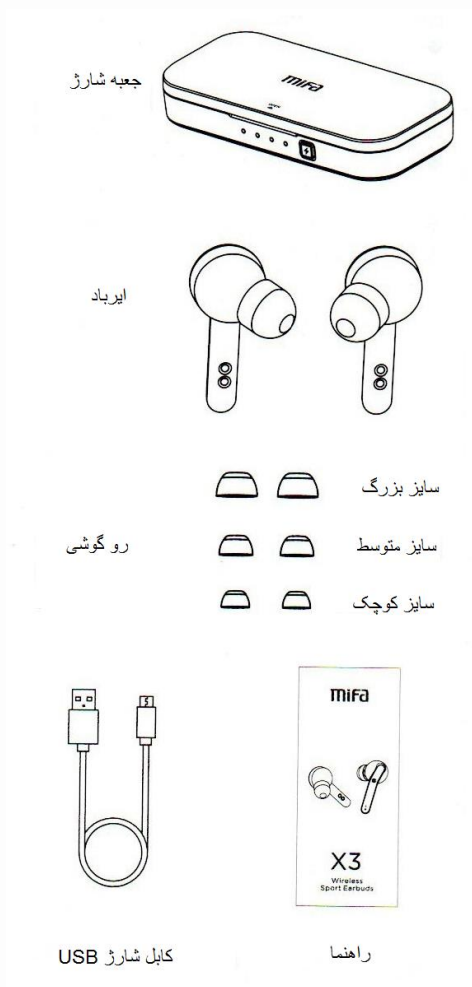 جعبه شارژ
mifa
ایرباد
سایز بزرگ
سایز متوسط
رو گوشی
سایز کوچک
mifa
X3
Wireless
Sport Earbuds
کابل شارژ USB
راهنما